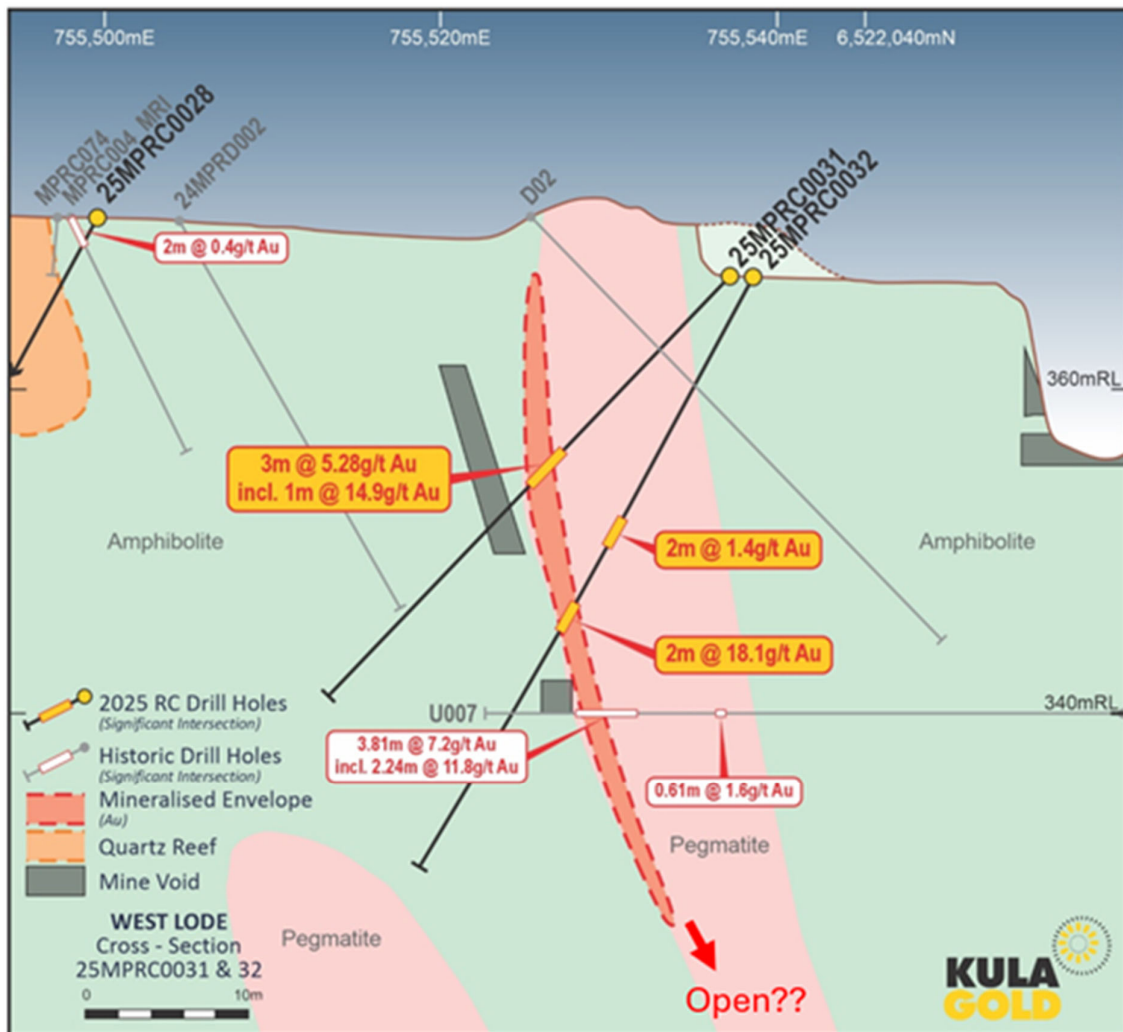 755,500mE
755,520mE
755,540mE
6,522,040mN
MPRC074
MPRC004_MRI
25MPRC0028
24MPRD002
D02
25MPRC0031
25MPRC0032
2m @ 0.4g/t Au
360mRL
3m @ 5.28g/t Au
incl. 1m @ 14.9g/t Au
Amphibolite
Amphibolite
2m @ 1.4g/t Au
2m @ 18.1g/t Au
340mRL
U007
3.81m @ 7.2g/t Au
incl. 2.24m @ 11.8g/t Au
0.61m @ 1.6g/t Au
Pegmatite
2025 RC Drill Holes
(Significant Intersection)
Historic Drill Holes
(Significant Intersection)
Mineralised Envelope
(Au)
Quartz Reef
Mine Void
WEST LODE
Cross - Section
25MPRC0031 & 32
0 10m
Pegmatite
Open??
KULA
GOLD